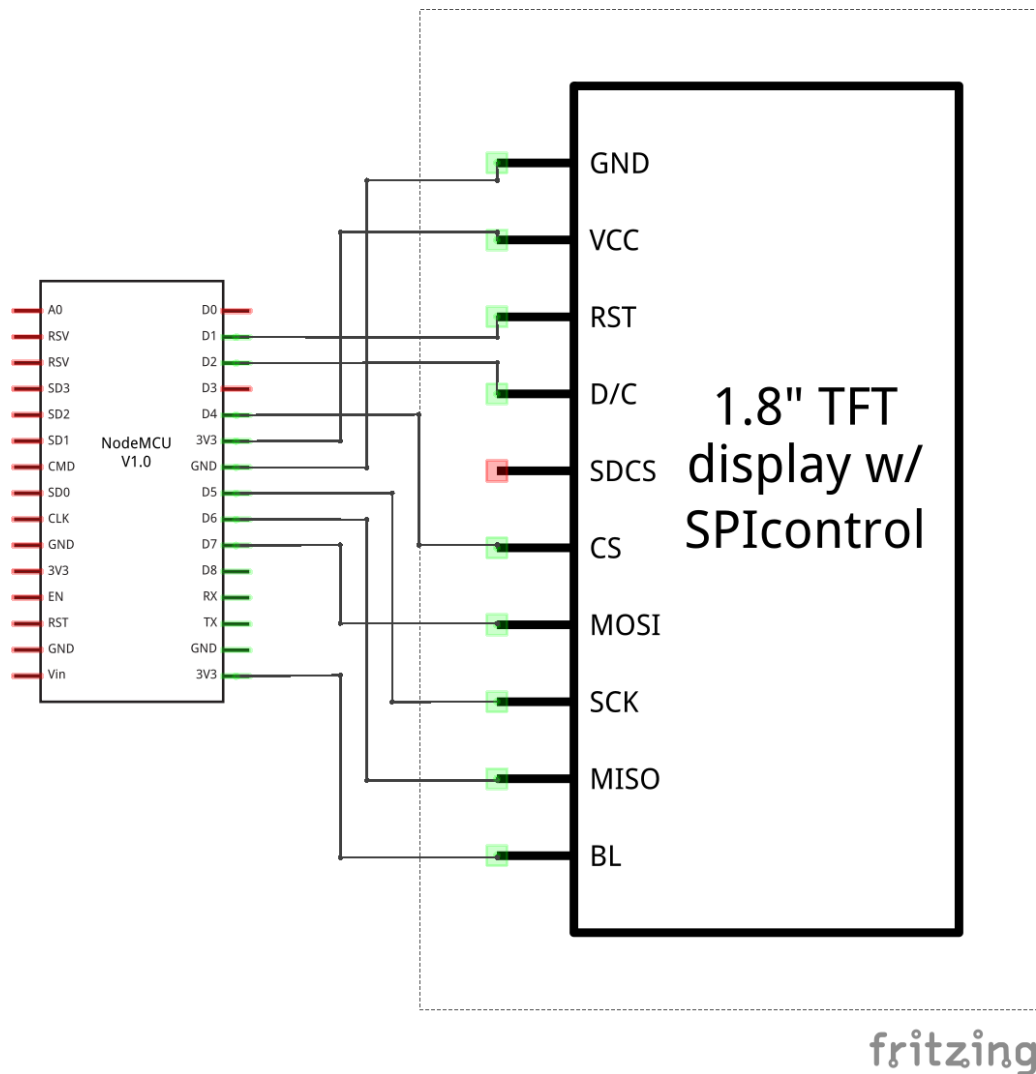 A0
RSV
RSV
SD3
SD2
SD1
CMD
SD0
CLK
GND
3V3
EN
RST
GND
Vin
NodeMCU
V1.0
D0
D1
D2
D3
D4
3V3
GND
D5
D6
D7
D8
RX
TX
GND
3V3
GND
VCC
RST
D/C
SDCS
CS
MOSI
SCK
MISO
BL
1.8" TFT
display w/
SPIcontrol
fritzing